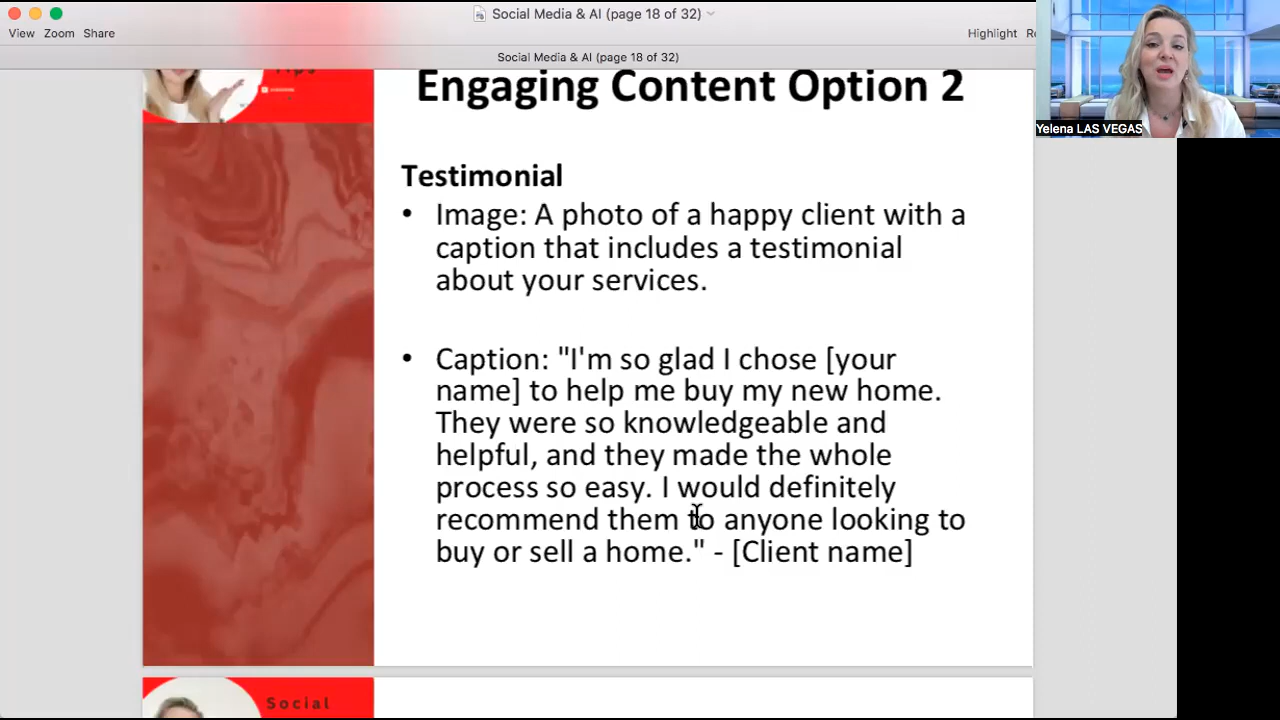 Social Media & AI (page 18 of 32)
View Zoom Share
Highlight
Social Media & AI (page 18 of 32)
Yelena LAS VEGAS
Tips
Engaging Content Option 2
Testimonial
• Image: A photo of a happy client with a
caption that includes a testimonial
about your services.
• Caption: "I'm so glad I chose [your
name] to help me buy my new home.
They were so knowledgeable and
helpful, and they made the whole
process so easy. I would definitely
recommend them to anyone looking to
buy or sell a home." - [Client name]
Social